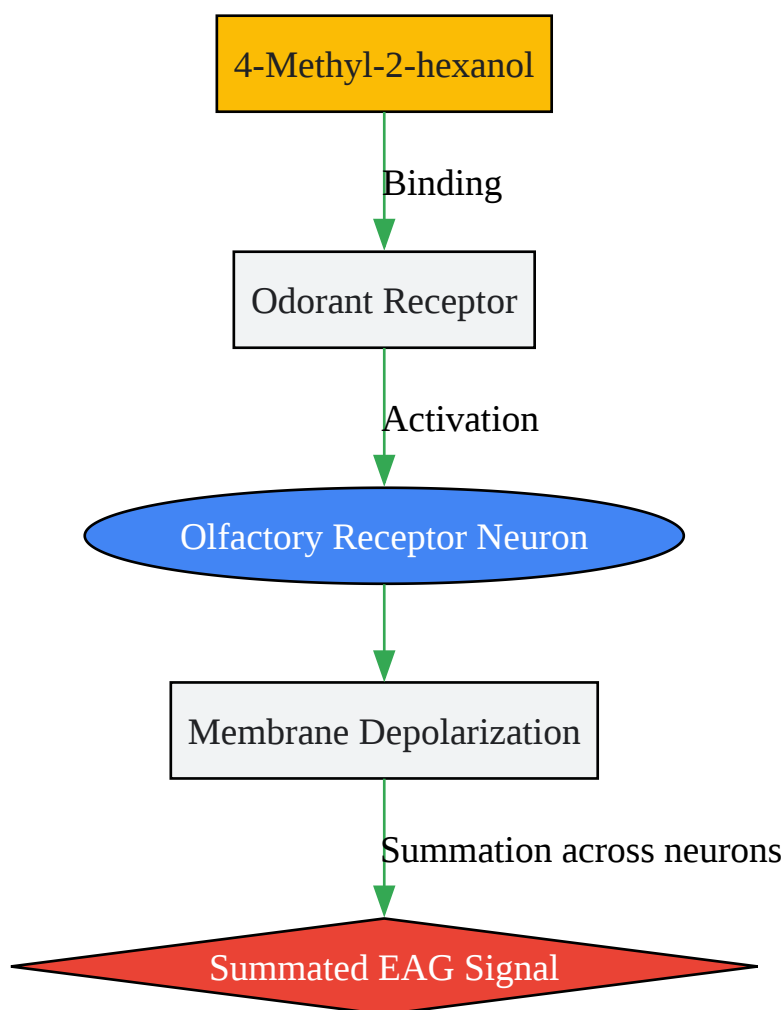 4-Methyl-2-hexanol
Binding
Odorant Receptor
Activation
Olfactory Receptor Neuron
Membrane Depolarization
Summation across neurons
Summated EAG Signal